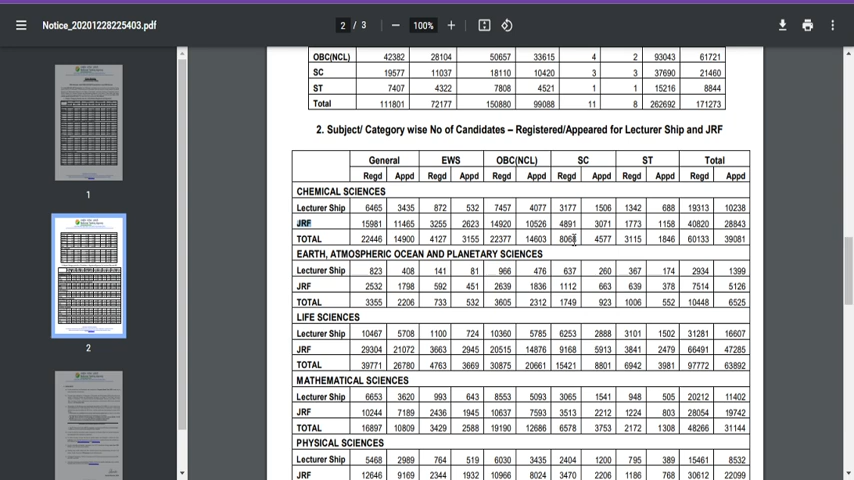 Notice_20201228225403.pdf 2 / 3 100%
OBC(NCL) 42382 28104 50657 33615 4 2 93043 61721
SC 19577 11037 18110 10420 3 3 37690 21460
ST 7407 4322 7808 4521 1 1 15216 8844
Total 111801 72177 150880 99088 11 8 262692 171273
2. Subject/ Category wise No of Candidates – Registered/Appeared for Lecturer Ship and JRF
General EWS OBC(NCL) SC ST Total
Regd Appd Regd Appd Regd Appd Regd Appd Regd Appd Regd Appd
CHEMICAL SCIENCES
Lecturer Ship 6465 3435 872 532 7457 4077 3177 1506 1342 688 19313 10238
JRF 15981 11465 3255 2623 14920 10526 4891 3071 1773 1158 40820 28843
TOTAL 22446 14900 4127 3155 22377 14603 8068 4577 3115 1846 60133 39081
EARTH, ATMOSPHERIC OCEAN AND PLANETARY SCIENCES
Lecturer Ship 823 408 141 81 966 476 637 260 367 174 2934 1399
JRF 2532 1798 592 451 2639 1836 1112 663 639 378 7514 5126
TOTAL 3355 2206 733 532 3605 2312 1749 923 1006 552 10448 6525
LIFE SCIENCES
Lecturer Ship 10467 5708 1100 724 10360 5785 6253 2888 3101 1502 31281 16607
JRF 29304 21072 3663 2945 20515 14876 9168 5913 3841 2479 66491 47285
TOTAL 39771 26780 4763 3669 30875 20661 15421 8801 6942 3981 97772 63892
MATHEMATICAL SCIENCES
Lecturer Ship 6653 3620 993 643 8553 5093 3065 1541 948 505 20212 11402
JRF 10244 7189 2436 1945 10637 7593 3513 2212 1224 803 28054 19742
TOTAL 16897 10809 3429 2588 19190 12686 6578 3753 2172 1308 48266 31144
PHYSICAL SCIENCES
Lecturer Ship 5468 2989 764 519 6030 3435 2404 1200 795 389 15461 8532
JRF 12646 9169 2344 1932 10966 8024 3470 2206 1186 768 30612 22099
1
2